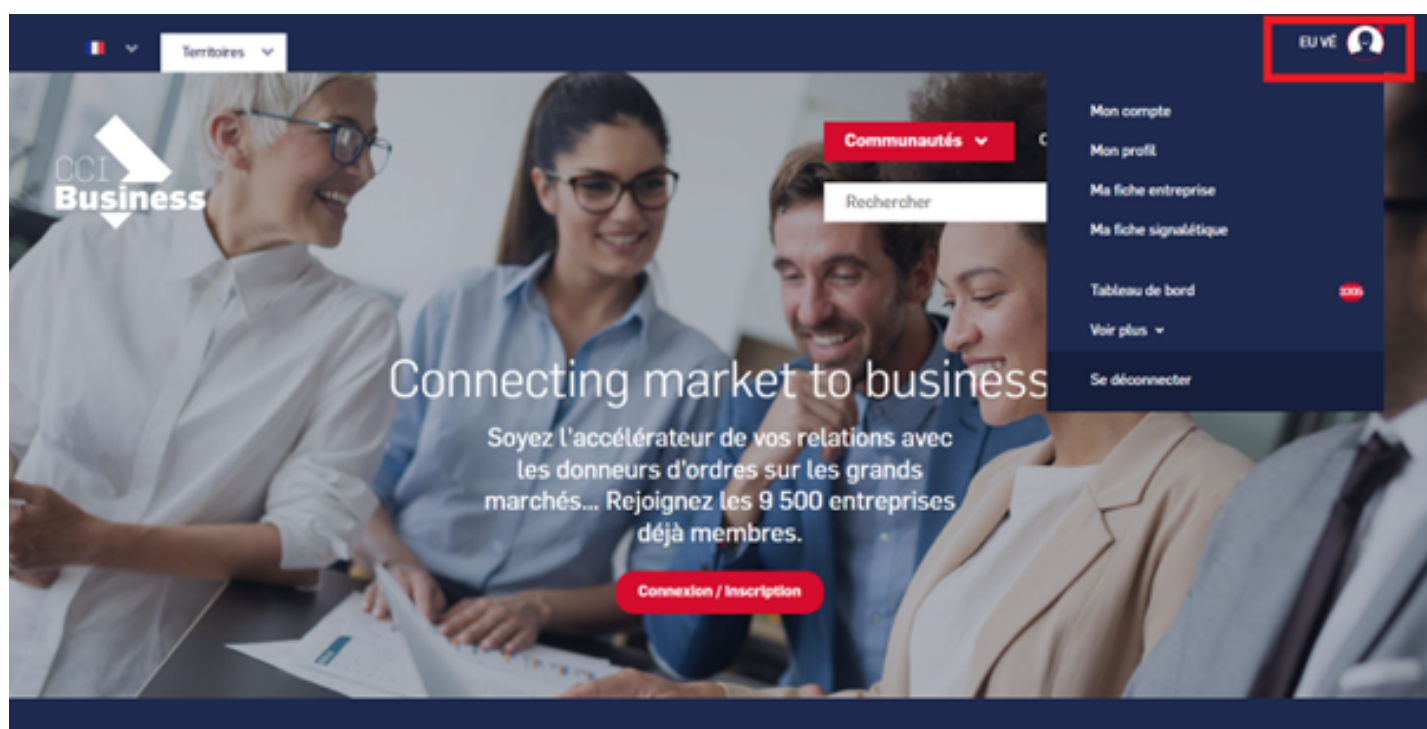 Territoires
EU VÉ
CCI
Business
Communautés
Rechercher
Mon compte
Mon profil
Ma fiche entreprise
Ma fiche signalétique
Tableau de bord
Voir plus
Se déconnecter
Connecting market to business
Soyez l'accélérateur de vos relations avec
les donneurs d'ordres sur les grands
marchés... Rejoignez les 9 500 entreprises
déjà membres.
Connexion / Inscription